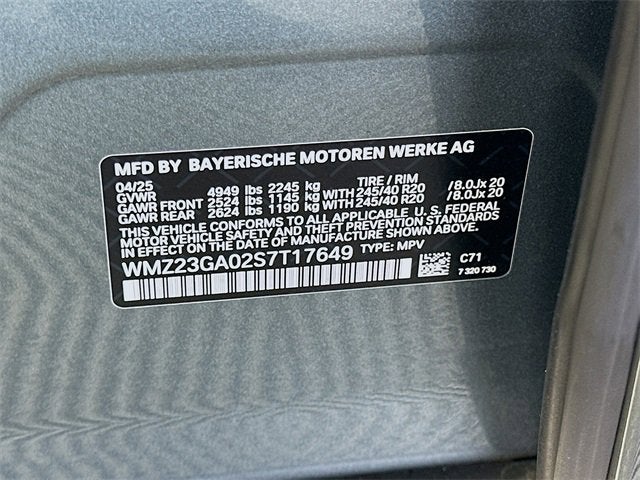 MFD BY BAYERISCHE MOTOREN WERKE AG
04/25 TIRE / RIM
GVWR 4949 lbs 2245 kg
GAWR FRONT 2524 lbs 1145 kg WITH 245/40 R20 / 8.0Jx 20
GAWR REAR 2624 lbs 1190 kg WITH 245/40 R20 / 8.0Jx 20
THIS VEHICLE CONFORMS TO ALL APPLICABLE U. S. FEDERAL
MOTOR VEHICLE SAFETY AND THEFT PREVENTION STANDARDS
IN EFFECT ON THE DATE OF MANUFACTURE SHOWN ABOVE.
WMZ23GA02S7T17649 TYPE: MPV
C71
7 320 730